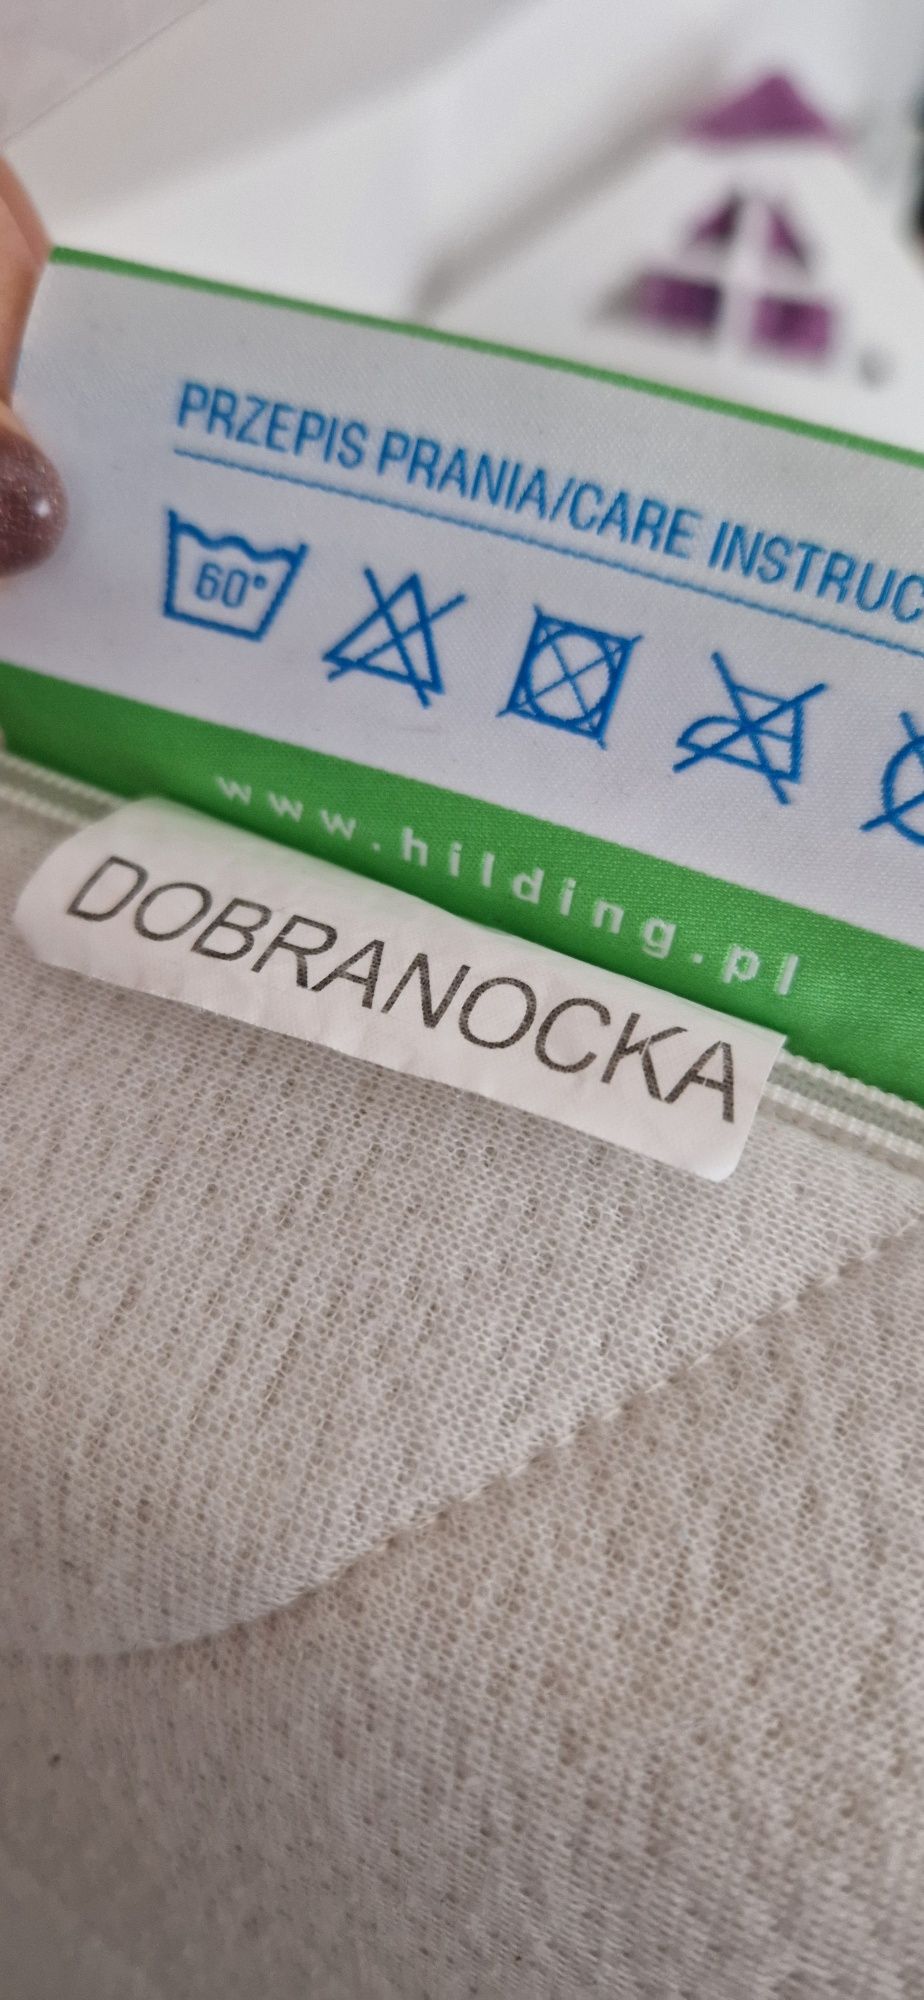 PRZEPIS PRANIA/CARE INSTRUC
60°
www.hilding.pl
DOBRANOCKA